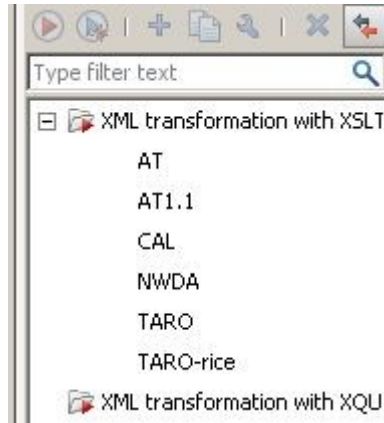 Type filter text
XML transformation with XSLT
AT
AT1.1
CAL
NWDA
TARO
TARO-rice
XML transformation with XQU